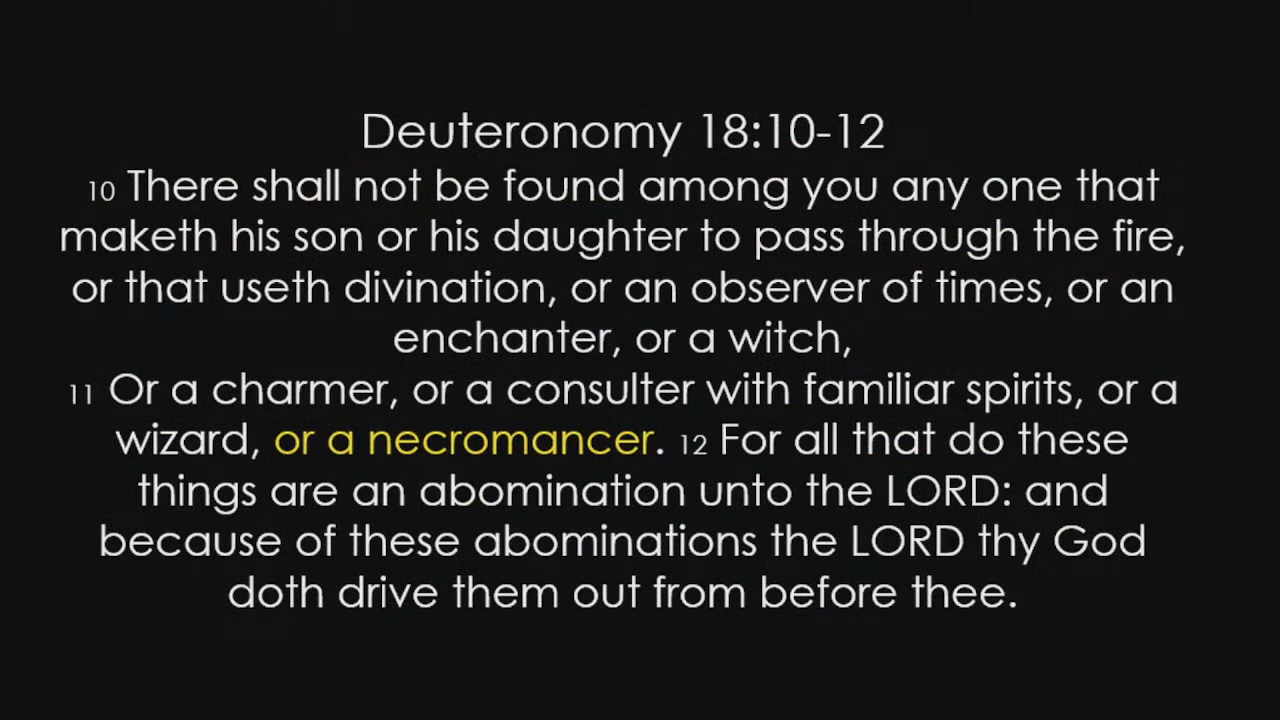 Deuteronomy 18:10-12
10 There shall not be found among you any one that
maketh his son or his daughter to pass through the fire,
or that useth divination, or an observer of times, or an
enchanter, or a witch,
11 Or a charmer, or a consulter with familiar spirits, or a
wizard, or a necromancer. 12 For all that do these
things are an abomination unto the LORD: and
because of these abominations the LORD thy God
doth drive them out from before thee.